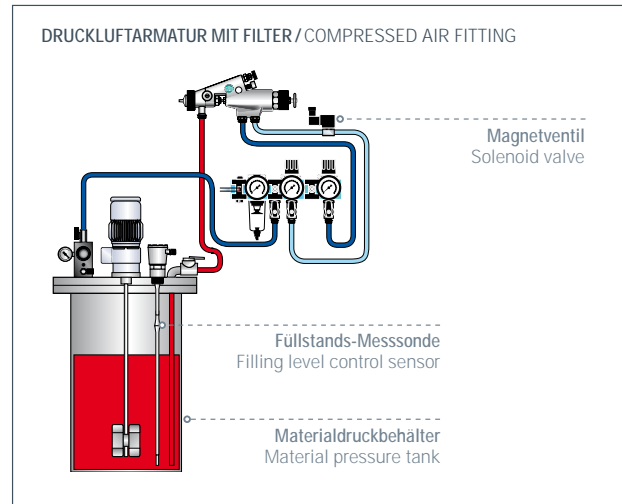 DRUCKLUFTARMATUR MIT FILTER / COMPRESSED AIR FITTING
Magnetventil
Solenoid valve
Füllstands-Messsonde
Filling level control sensor
Materialdruckbehälter
Material pressure tank